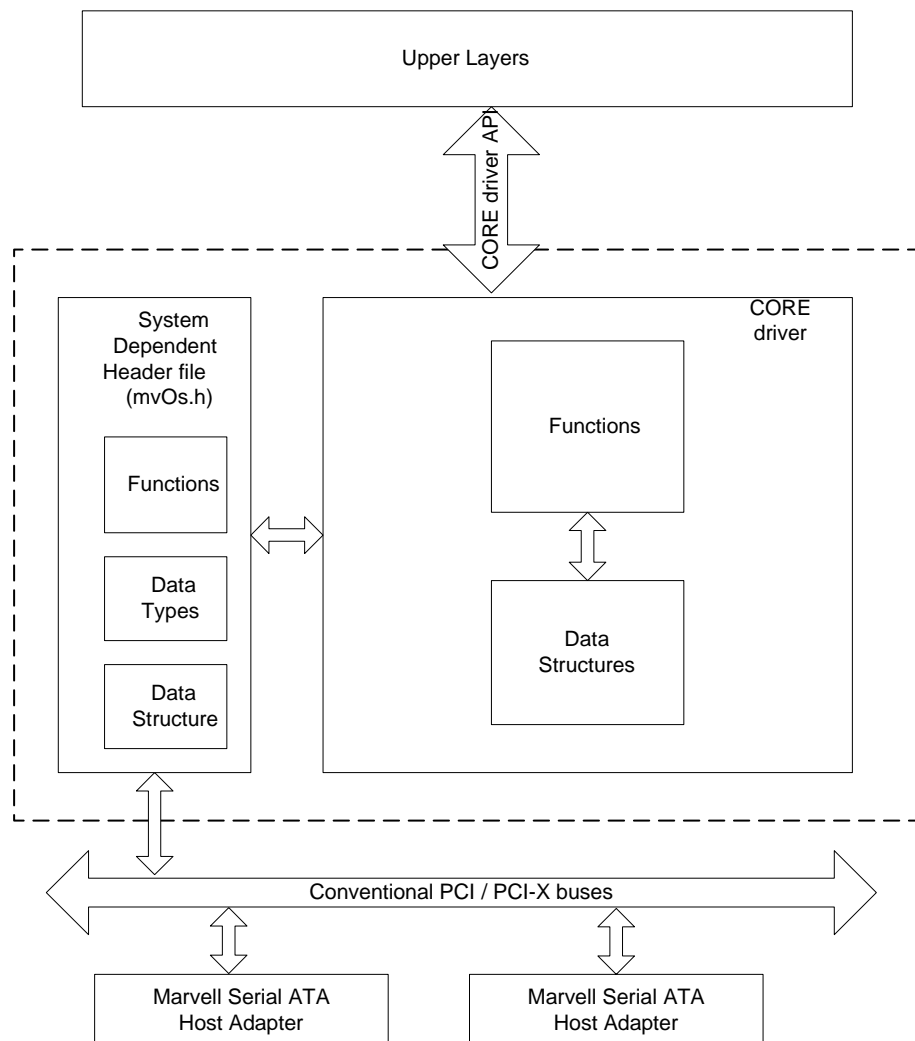 Upper Layers
CORE driver API
System
Dependent
Header file
(mvOs.h)
Functions
Data
Types
Data
Structure
CORE
driver
Functions
Data
Structures
Conventional PCI / PCI-X buses
Marvell Serial ATA
Host Adapter
Marvell Serial ATA
Host Adapter